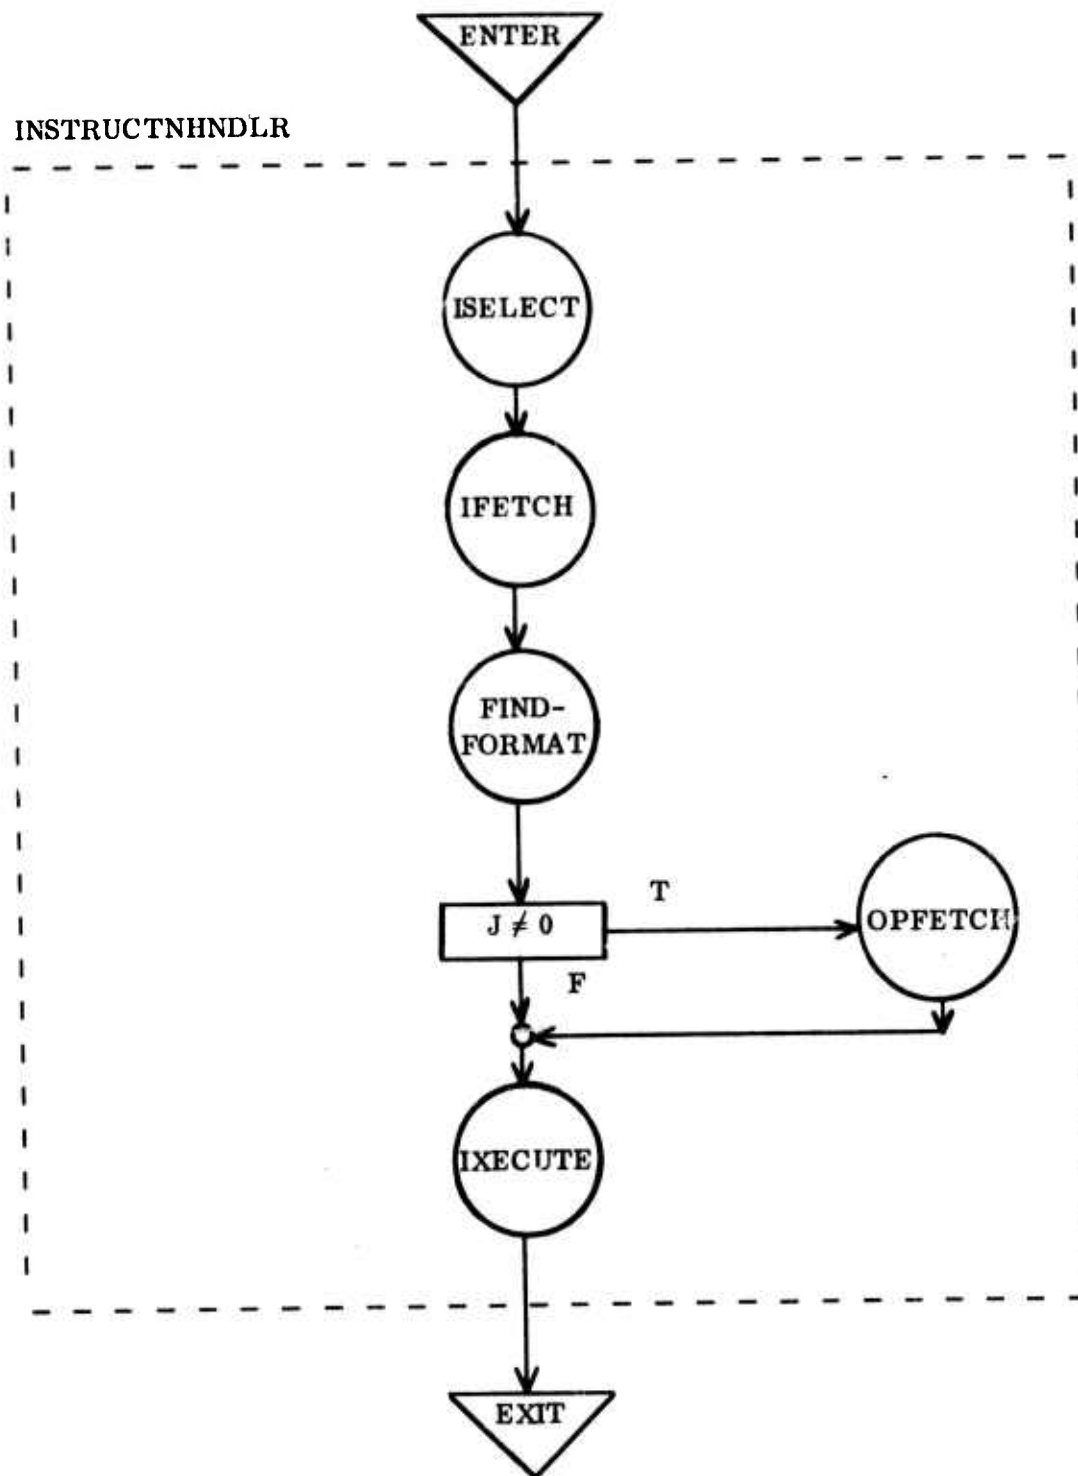 ENTER
INSTRUCTNHNDLR
ISELECT
IFETCH
FIND-
FORMAT
J ≠ 0
T
OPFETCH
F
IXECUTE
EXIT